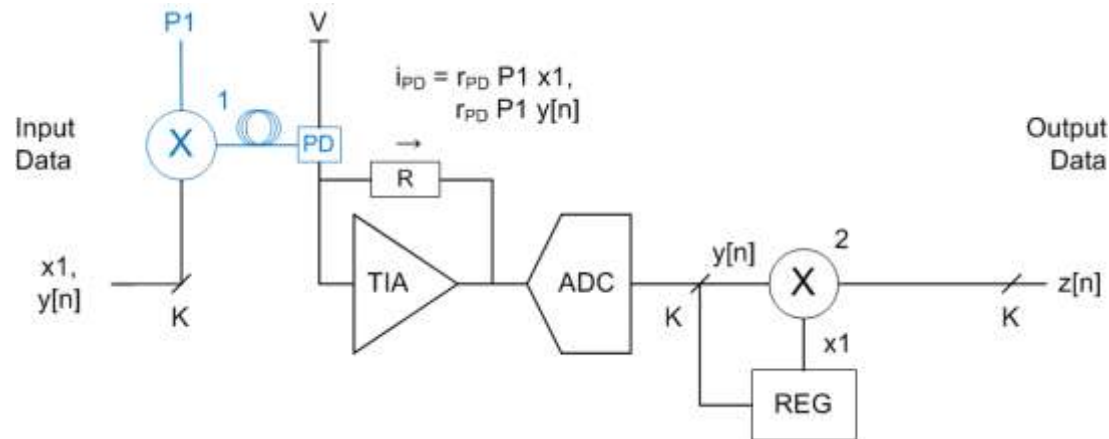 P1
V
i_PD = r_PD P1 x1,
r_PD P1 y[n]
1
Input
Data
X
PD
→
R
Output
Data
x1,
y[n]
K
TIA
ADC
K
y[n]
2
X
K
z[n]
x1
REG